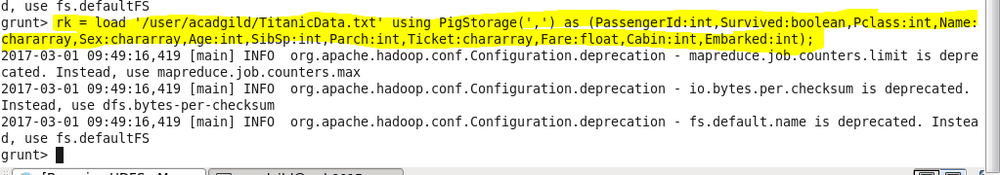 d, use fs.defaultFS
grunt> rk = load '/user/acadgild/TitanicData.txt' using PigStorage(',') as (PassengerId:int,Survived:boolean,Pclass:int,Name:
chararray,Sex:chararray,Age:int,SibSp:int,Parch:int,Ticket:chararray,Fare:float,Cabin:int,Embarked:int);
2017-03-01 09:49:16,419 [main] INFO  org.apache.hadoop.conf.Configuration.deprecation - mapreduce.job.counters.limit is depre
cated. Instead, use mapreduce.job.counters.max
2017-03-01 09:49:16,419 [main] INFO  org.apache.hadoop.conf.Configuration.deprecation - io.bytes.per.checksum is deprecated.
Instead, use dfs.bytes-per-checksum
2017-03-01 09:49:16,419 [main] INFO  org.apache.hadoop.conf.Configuration.deprecation - fs.default.name is deprecated. Instea
d, use fs.defaultFS
grunt>